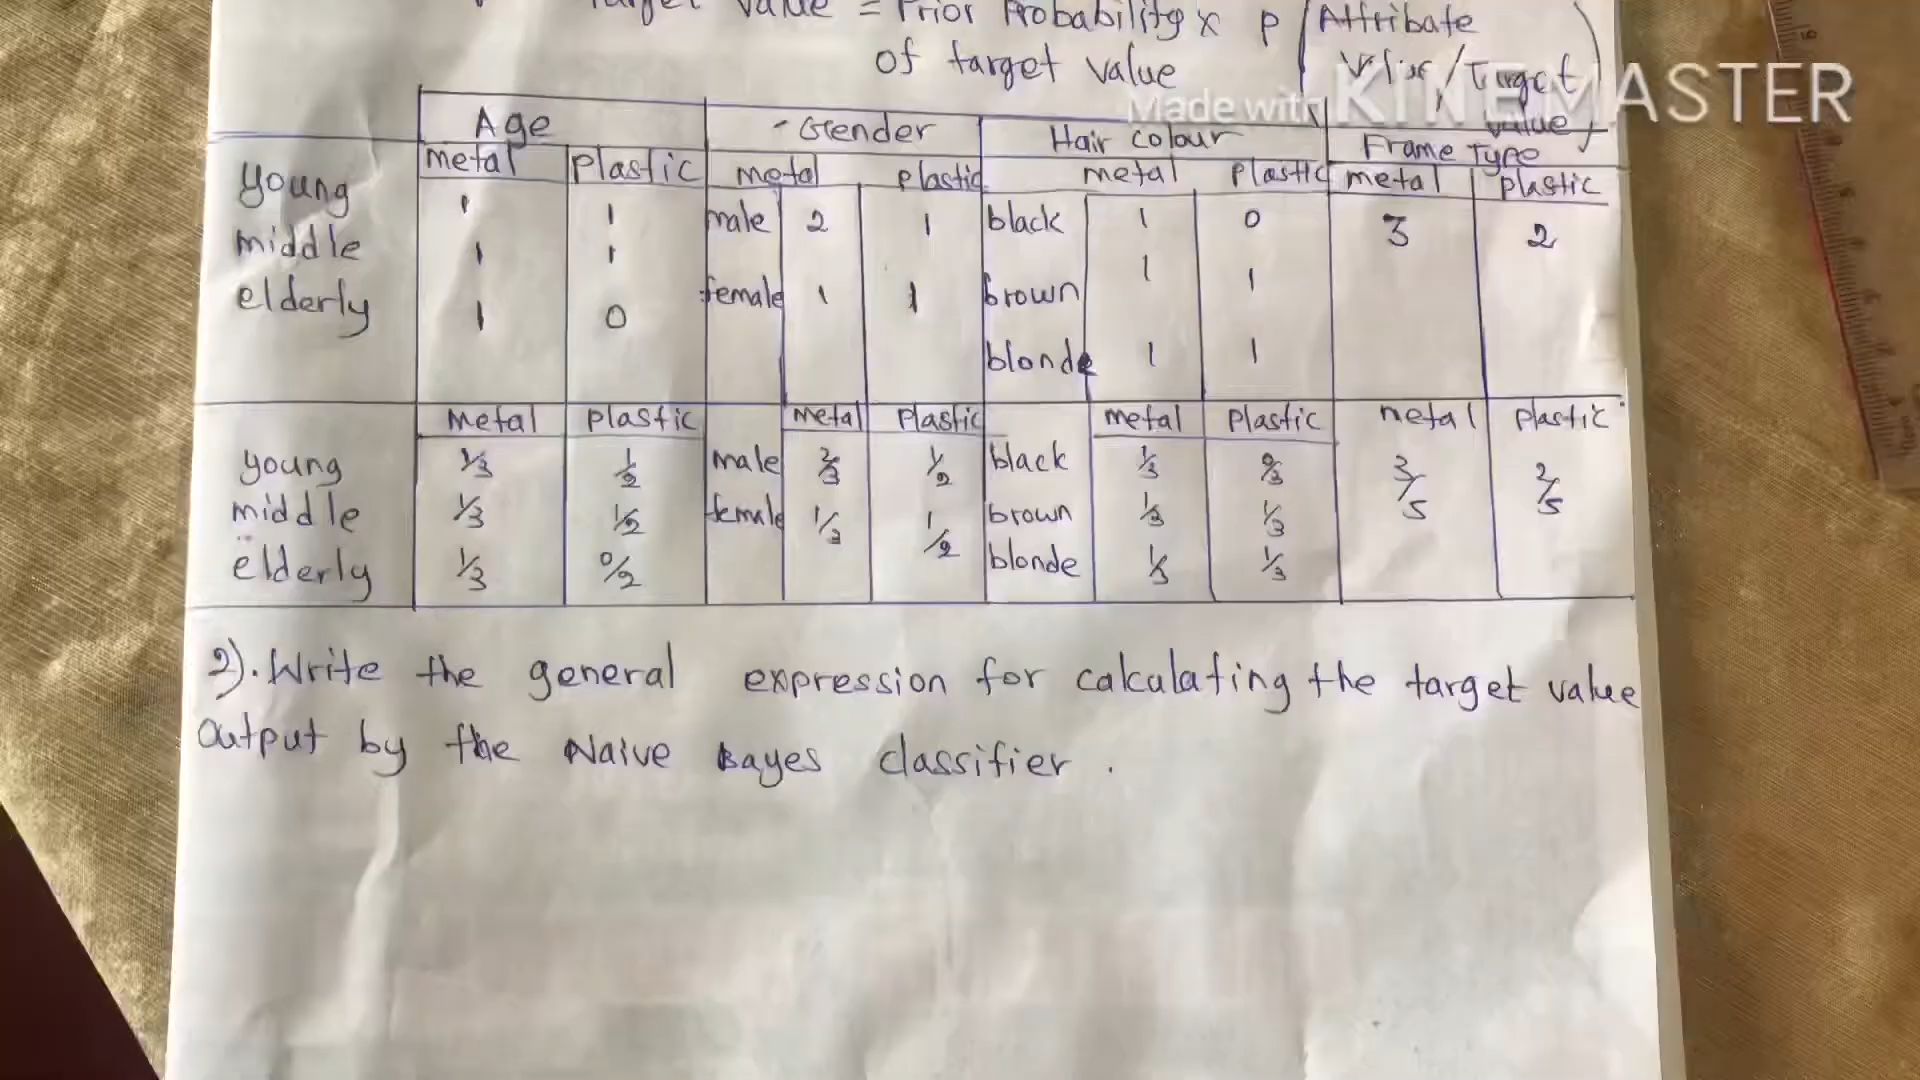 Target value = Prior Probability x P (Attribute
of target value Value/Target
Made with KINEMASTER
value)
Age - Gender Hair colour Frame Type
metal Plastic metal plastic metal Plastic metal plastic
young 1 1 male 2 1 black 1 0 3 2
middle 1 1
elderly 1 0 female 1 1 brown 1 1
blonde 1 1
metal Plastic metal Plastic metal Plastic metal Plastic
young 1/3 1/2 male 2/3 1/2 black 1/3 0/3 3/5 2/5
middle 1/3 1/2 female 1/3 1/2 brown 1/3 1/3
elderly 1/3 0/2 blonde 1/3 1/3
2). Write the general expression for calculating the target value
output by the Naive Bayes classifier .